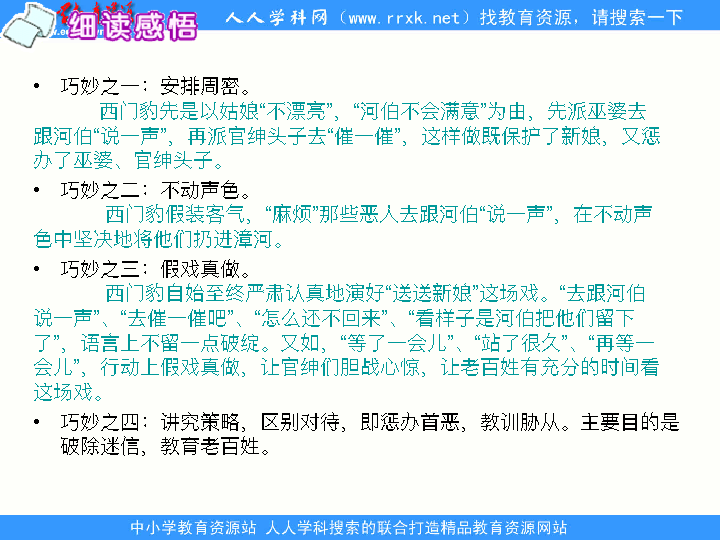 人人学科网（www.rrxk.net）找教育资源，请搜索一下
细读感悟
• 巧妙之一：安排周密。
西门豹先是以姑娘“不漂亮”，“河伯不会满意”为由，先派巫婆去
跟河伯“说一声”，再派官绅头子去“催一催”，这样做既保护了新娘，又惩
办了巫婆、官绅头子。
• 巧妙之二：不动声色。
西门豹假装客气，“麻烦”那些恶人去跟河伯“说一声”，在不动声
色中坚决地将他们扔进漳河。
• 巧妙之三：假戏真做。
西门豹自始至终严肃认真地演好“送送新娘”这场戏。“去跟河伯
说一声”、“去催一催吧”、“怎么还不回来”、“看样子是河伯把他们留下
了”，语言上不留一点破绽。又如，“等了一会儿”、“站了很久”、“再等一
会儿”，行动上假戏真做，让官绅们胆战心惊，让老百姓有充分的时间看
这场戏。
• 巧妙之四：讲究策略，区别对待，即惩办首恶，教训胁从。主要目的是
破除迷信，教育老百姓。
中小学教育资源站 人人学科搜索的联合打造精品教育资源网站